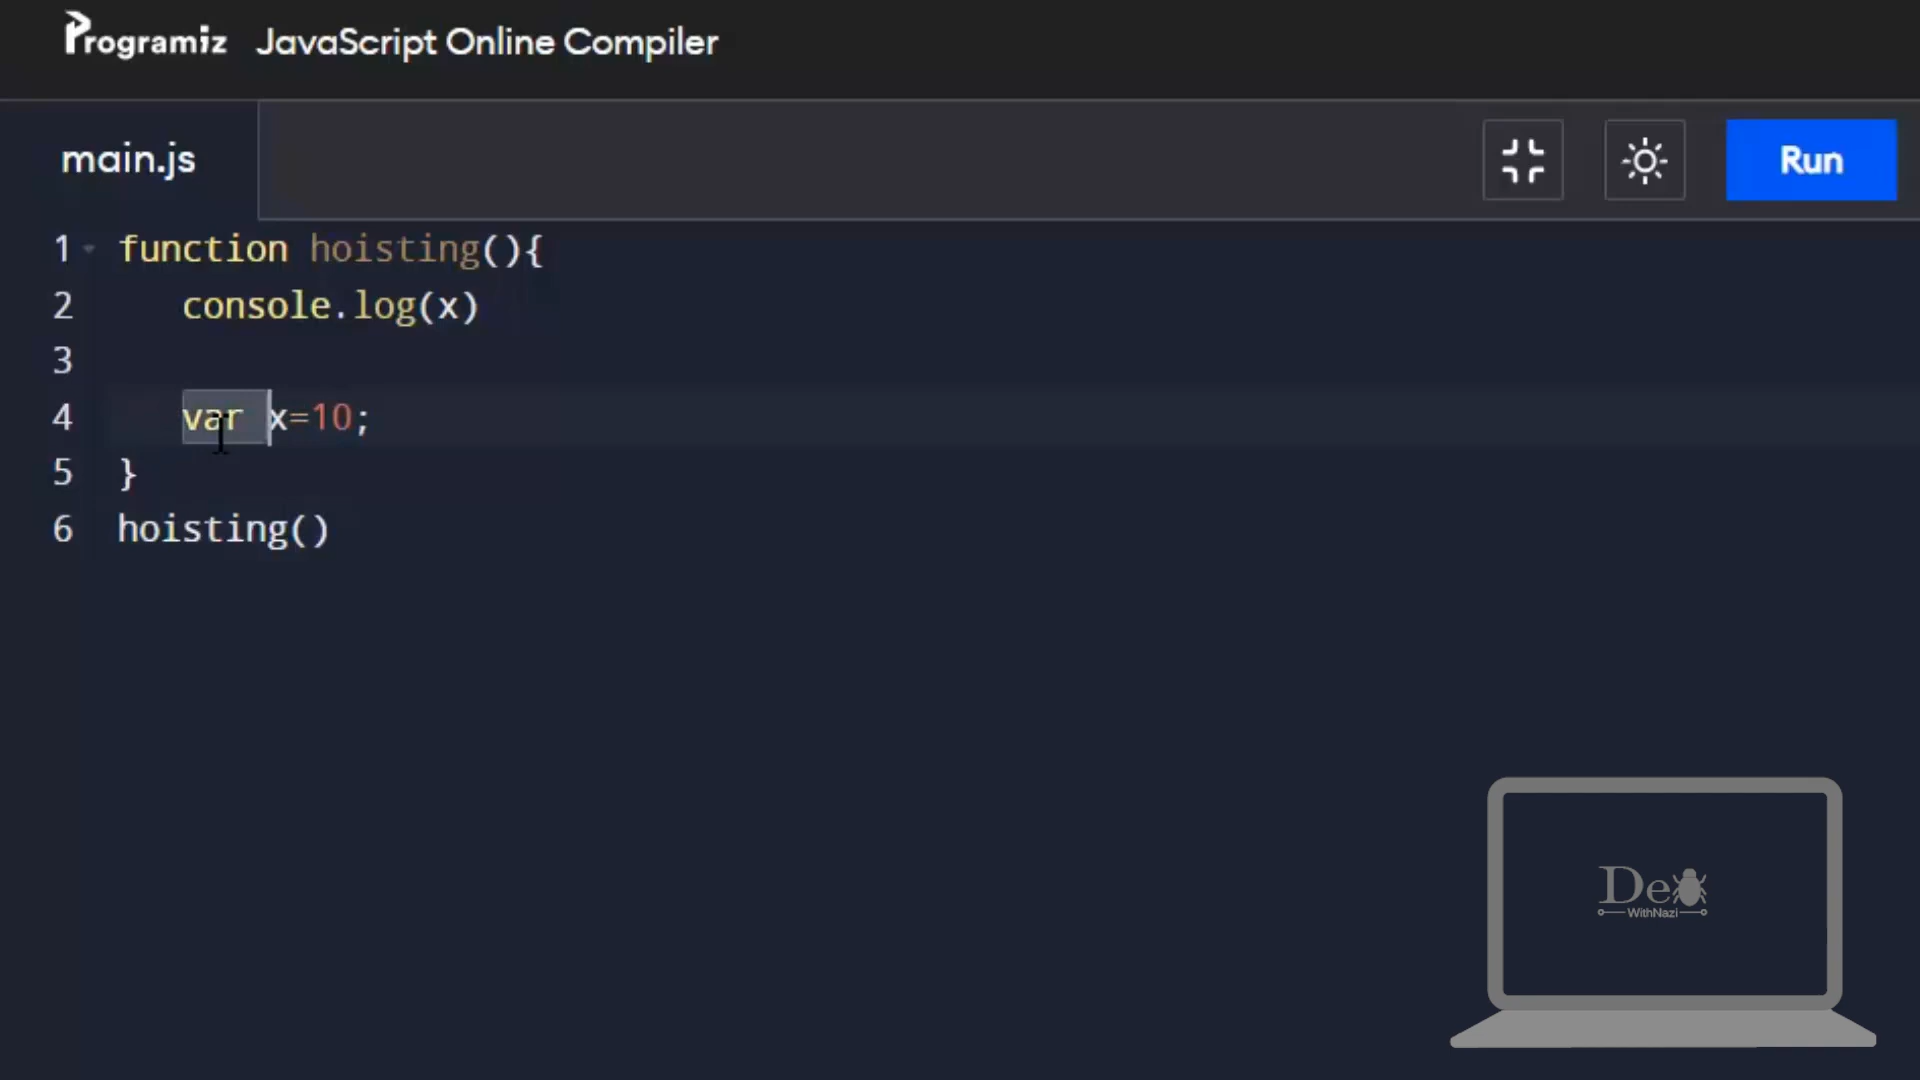 Programiz JavaScript Online Compiler
main.js
Run
1 function hoisting(){
2 console.log(x)
3
4 var x=10;
5 }
6 hoisting()
De
WithNazi